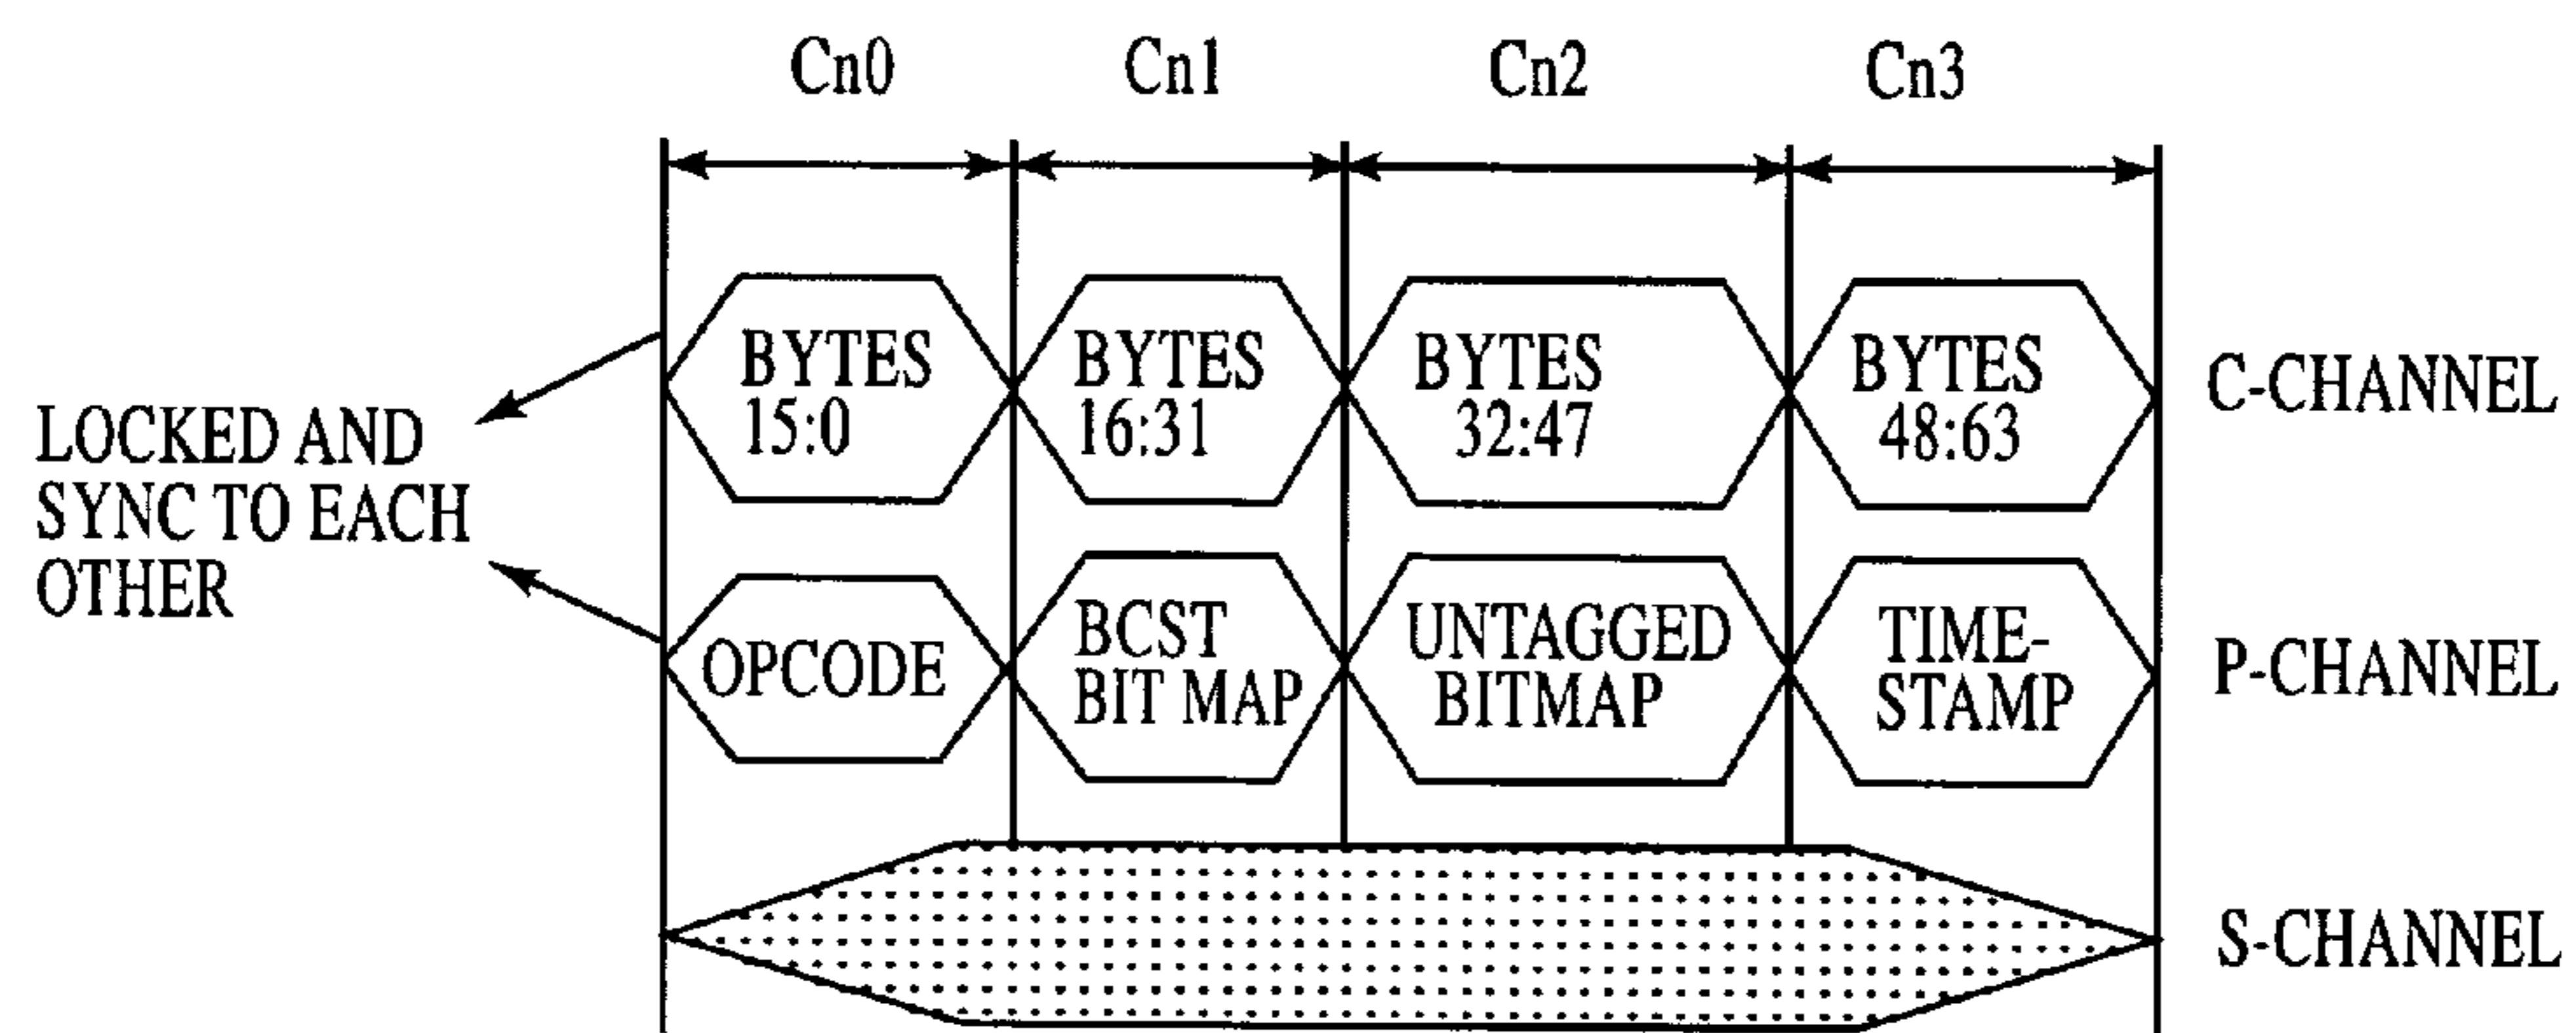 Cn0 Cn1 Cn2 Cn3
BYTES
15:0
BYTES
16:31
BYTES
32:47
BYTES
48:63
C-CHANNEL
LOCKED AND
SYNC TO EACH
OTHER
OPCODE
BCST
BIT MAP
UNTAGGED
BITMAP
TIME-
STAMP
P-CHANNEL
S-CHANNEL